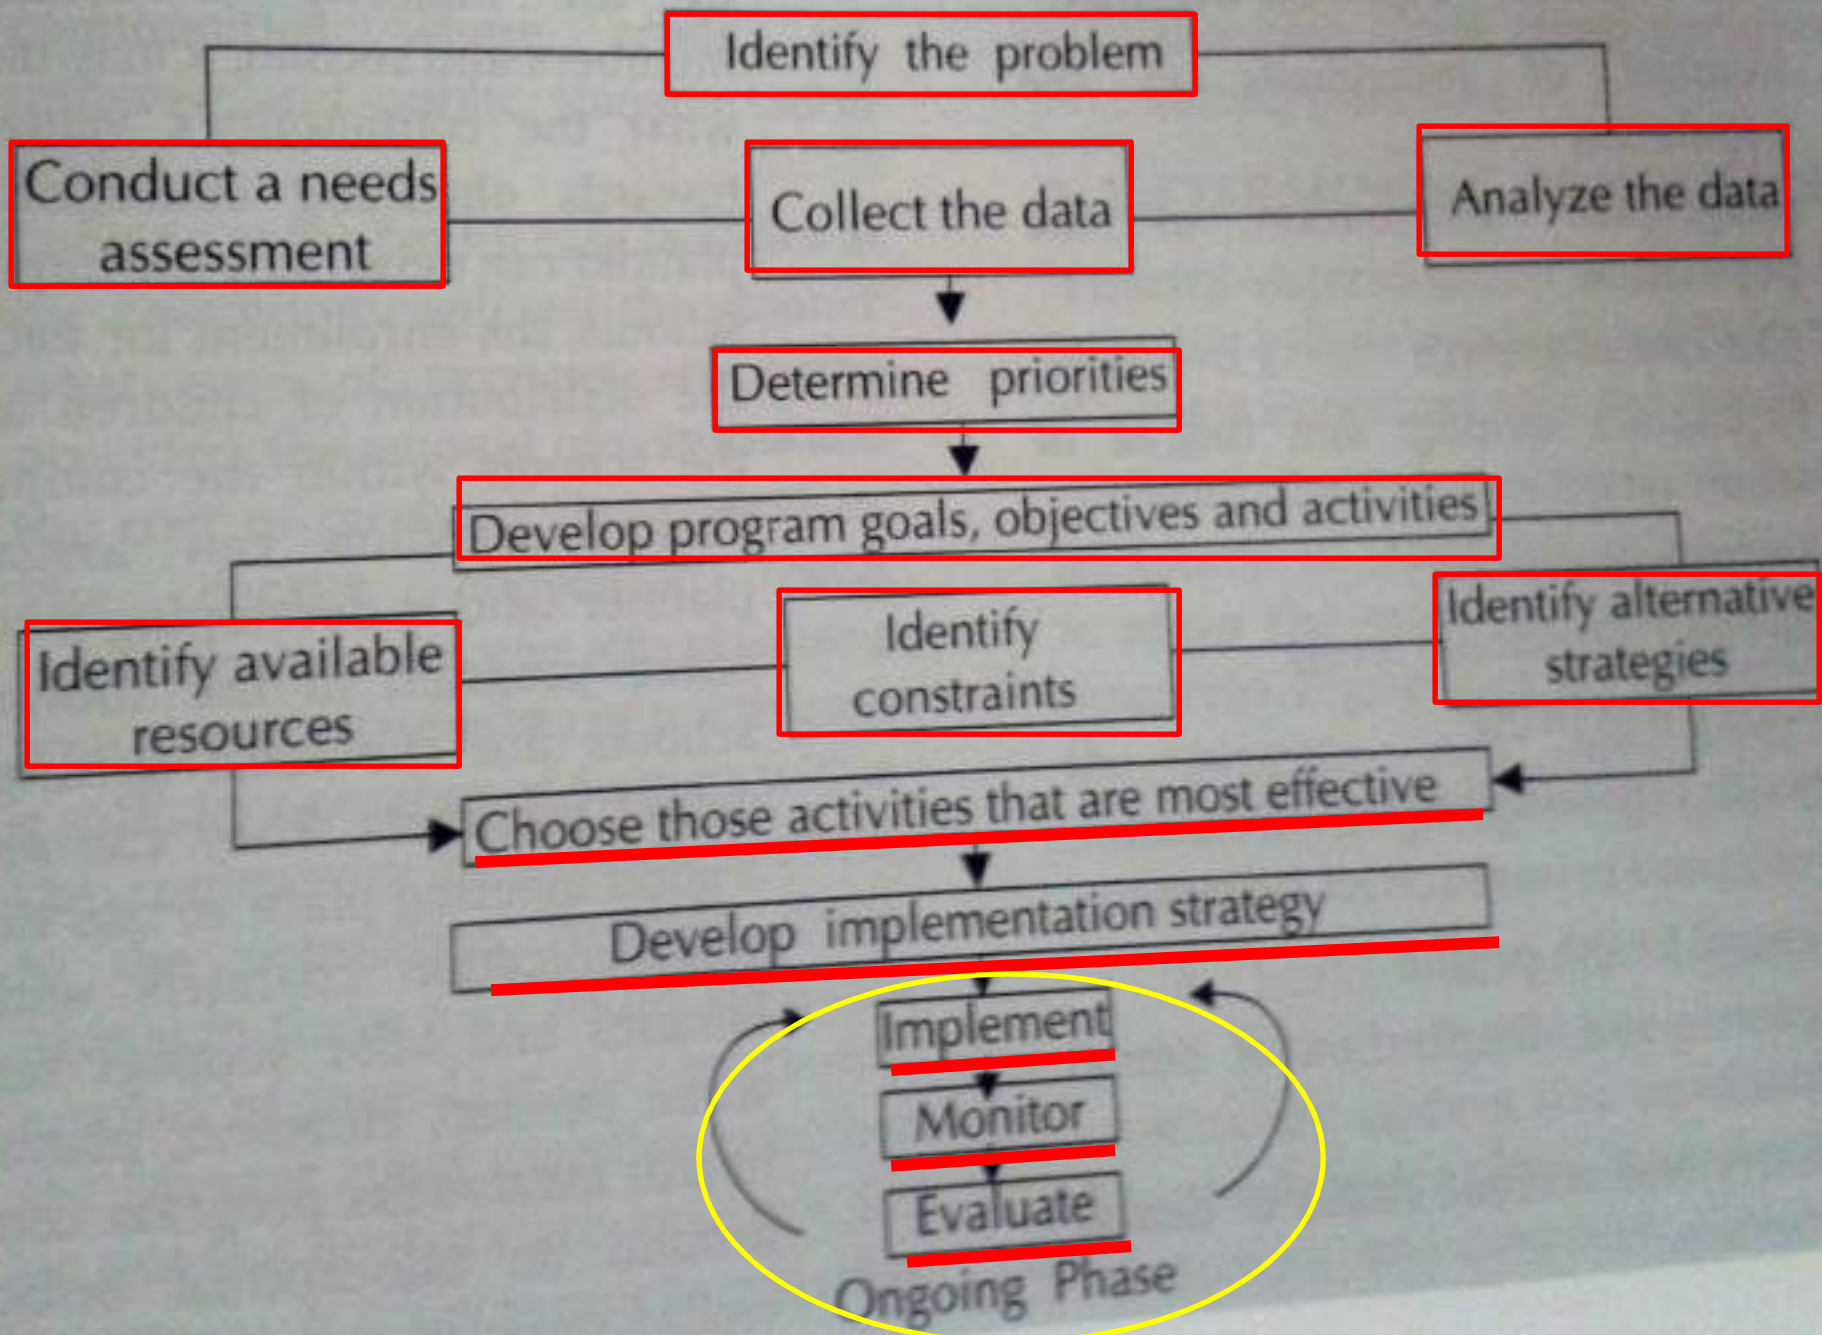 Identify the problem
Conduct a needs
assessment
Collect the data
Analyze the data
Determine priorities
Develop program goals, objectives and activities
Identify available
resources
Identify
constraints
Identify alternative
strategies
Choose those activities that are most effective
Develop implementation strategy
Implement
Monitor
Evaluate
Ongoing Phase